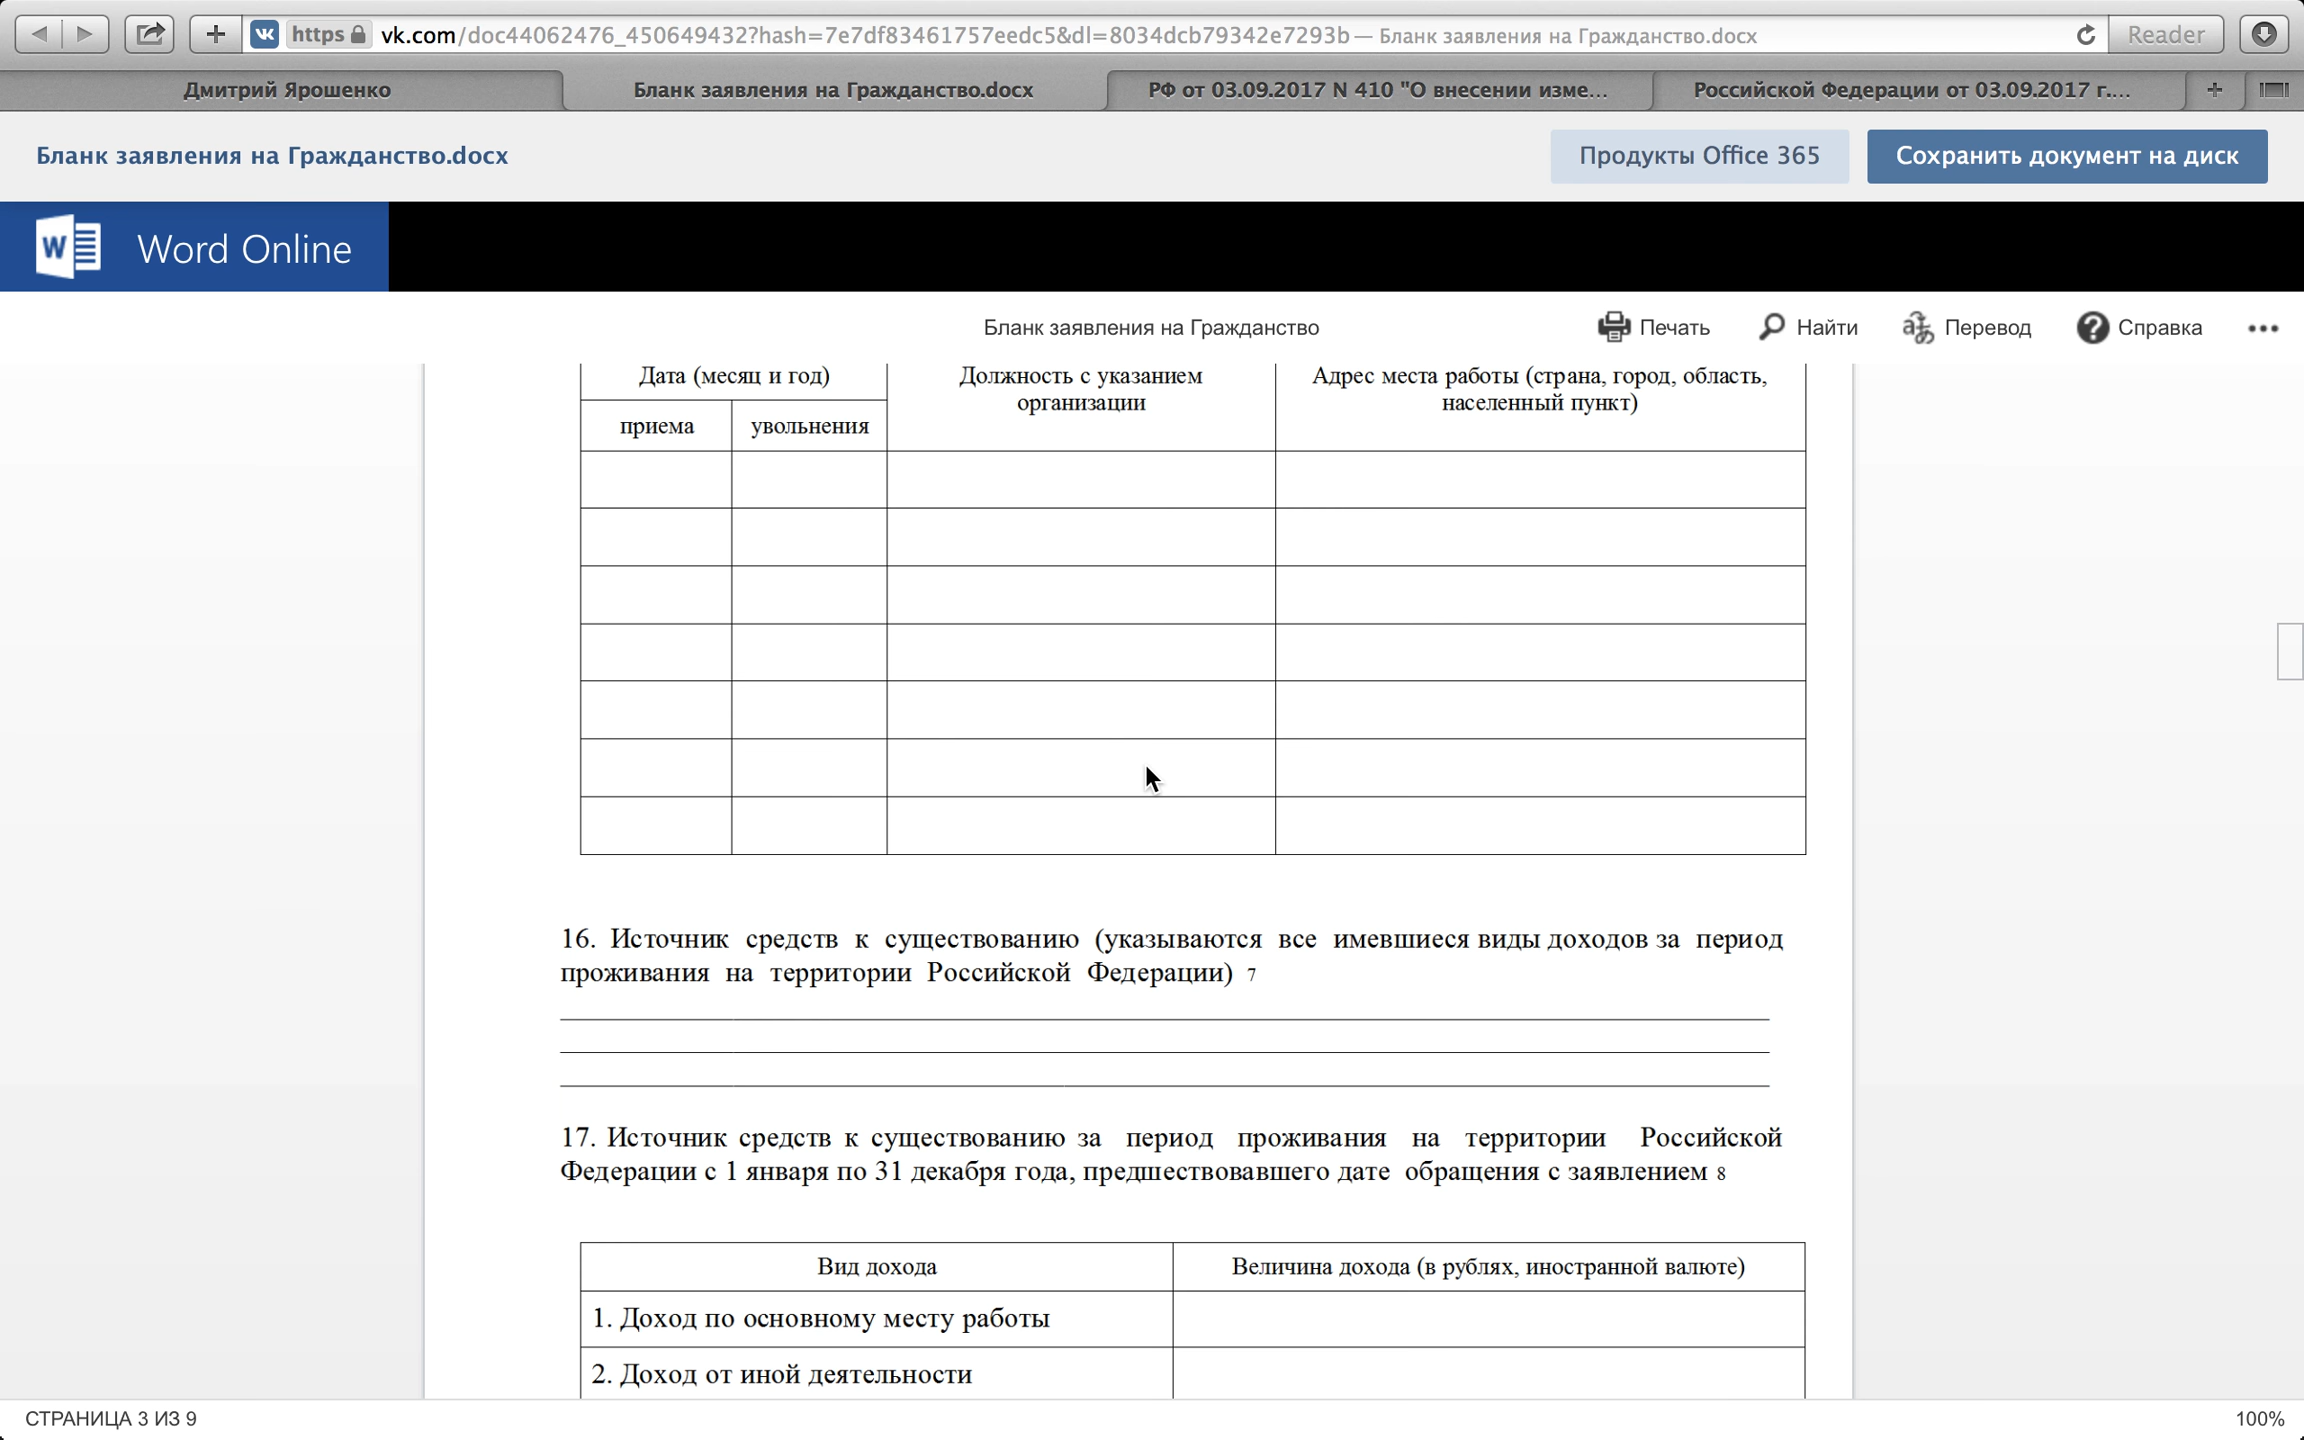 https vk.com/doc44062476_450649432?hash=7e7df83461757eedc5&dl=8034dcb79342e7293b — Бланк заявления на Гражданство.docx Reader
Дмитрий Ярошенко Бланк заявления на Гражданство.docx РФ от 03.09.2017 N 410 "О внесении изме... Российской Федерации от 03.09.2017 г....
Бланк заявления на Гражданство.docx Продукты Office 365 Сохранить документ на диск
W Word Online
Бланк заявления на Гражданство Печать Найти Перевод Справка
Дата (месяц и год) Должность с указанием Адрес места работы (страна, город, область,
организации населенный пункт)
приема увольнения
16. Источник средств к существованию (указываются все имевшиеся виды доходов за период
проживания на территории Российской Федерации) 7
17. Источник средств к существованию за период проживания на территории Российской
Федерации с 1 января по 31 декабря года, предшествовавшего дате обращения с заявлением 8
Вид дохода Величина дохода (в рублях, иностранной валюте)
1. Доход по основному месту работы
2. Доход от иной деятельности
СТРАНИЦА 3 ИЗ 9 100%